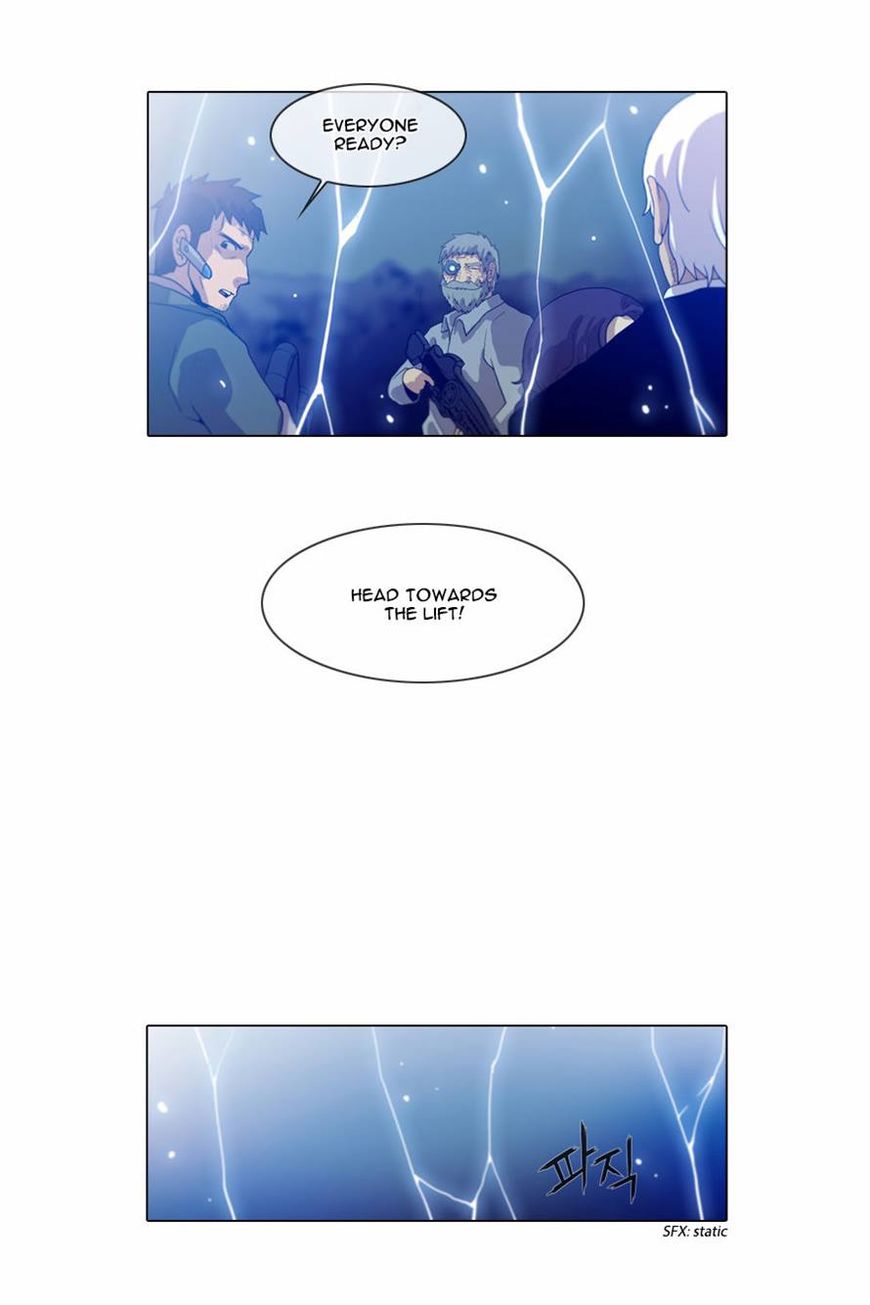 EVERYONE
READY?
HEAD TOWARDS
THE LIFT!
파직
SFX: static